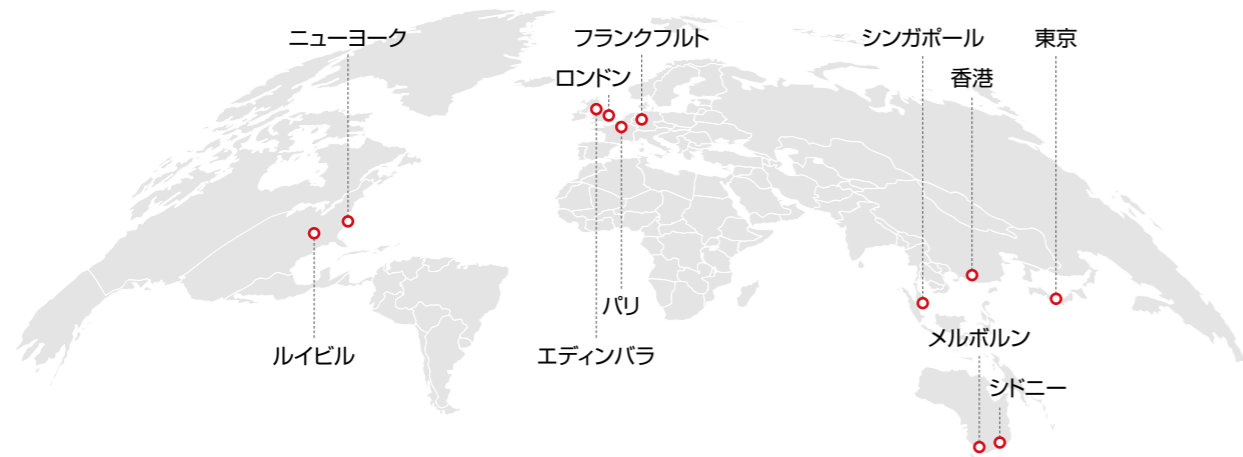 ニューヨーク
フランクフルト
シンガポール
東京
ロンドン
香港
パリ
メルボルン
ルイビル
エディンバラ
シドニー